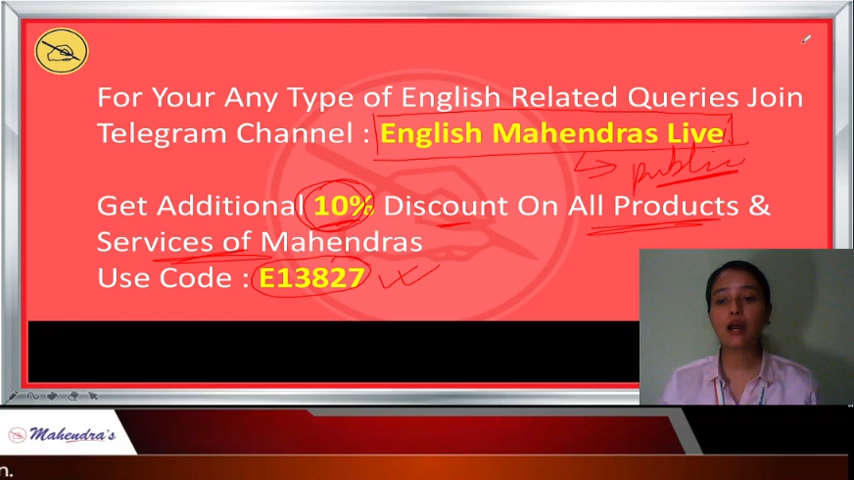 For Your Any Type of English Related Queries Join
Telegram Channel : English Mahendras Live
public
Get Additional 10% Discount On All Products &
Services of Mahendras
Use Code : E13827
Mahendra's
n.